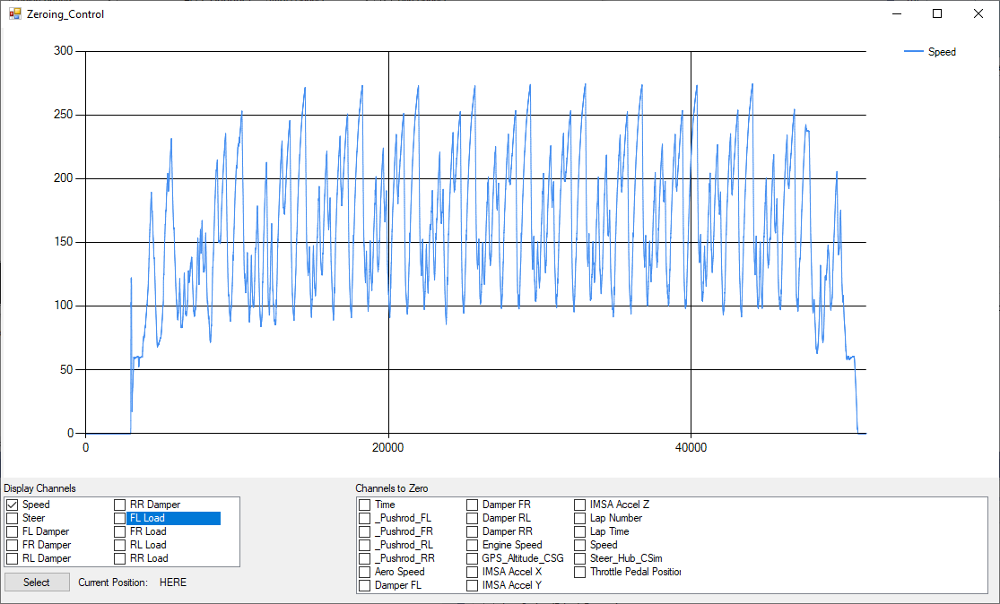 Zeroing_Control
300
250
200
150
100
50
0
0 20000 40000
Speed
Display Channels
Speed RR Damper
Steer FL Load
FL Damper FR Load
FR Damper RL Load
RL Damper RR Load
Select Current Position: HERE
Channels to Zero
Time Damper FR IMSA Accel Z
_Pushrod_FL Damper RL Lap Number
_Pushrod_FR Damper RR Lap Time
_Pushrod_RL Engine Speed Speed
_Pushrod_RR GPS_Altitude_CSG Steer_Hub_CSim
Aero Speed IMSA Accel X Throttle Pedal Position
Damper FL IMSA Accel Y